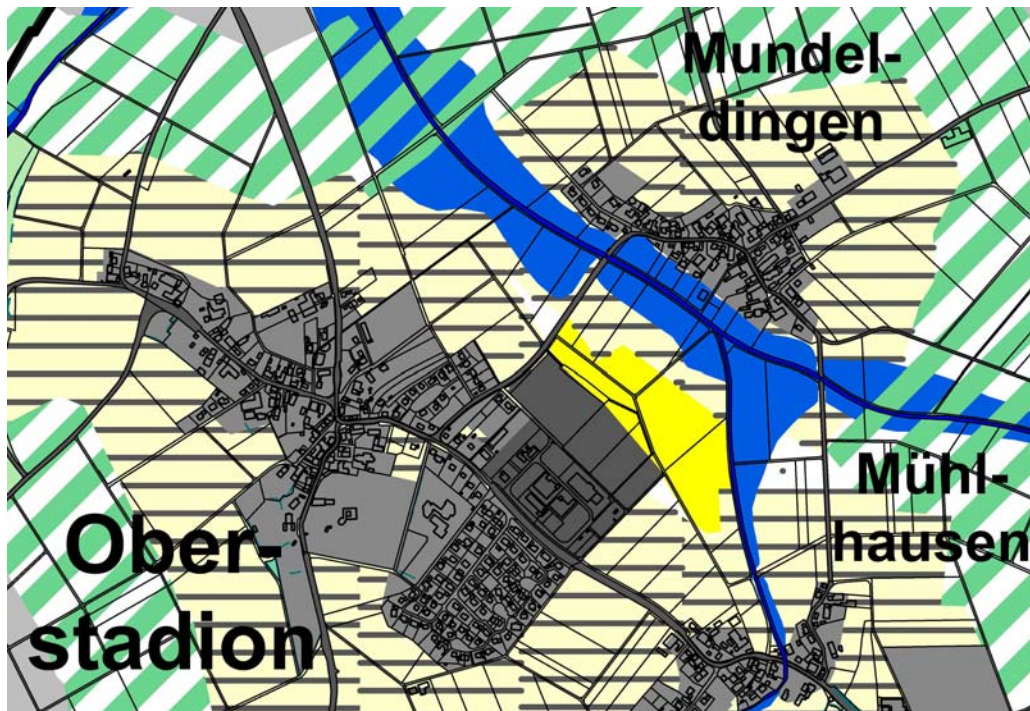 Mundel-
dingen
Mühl-
hausen
Ober-
stadion